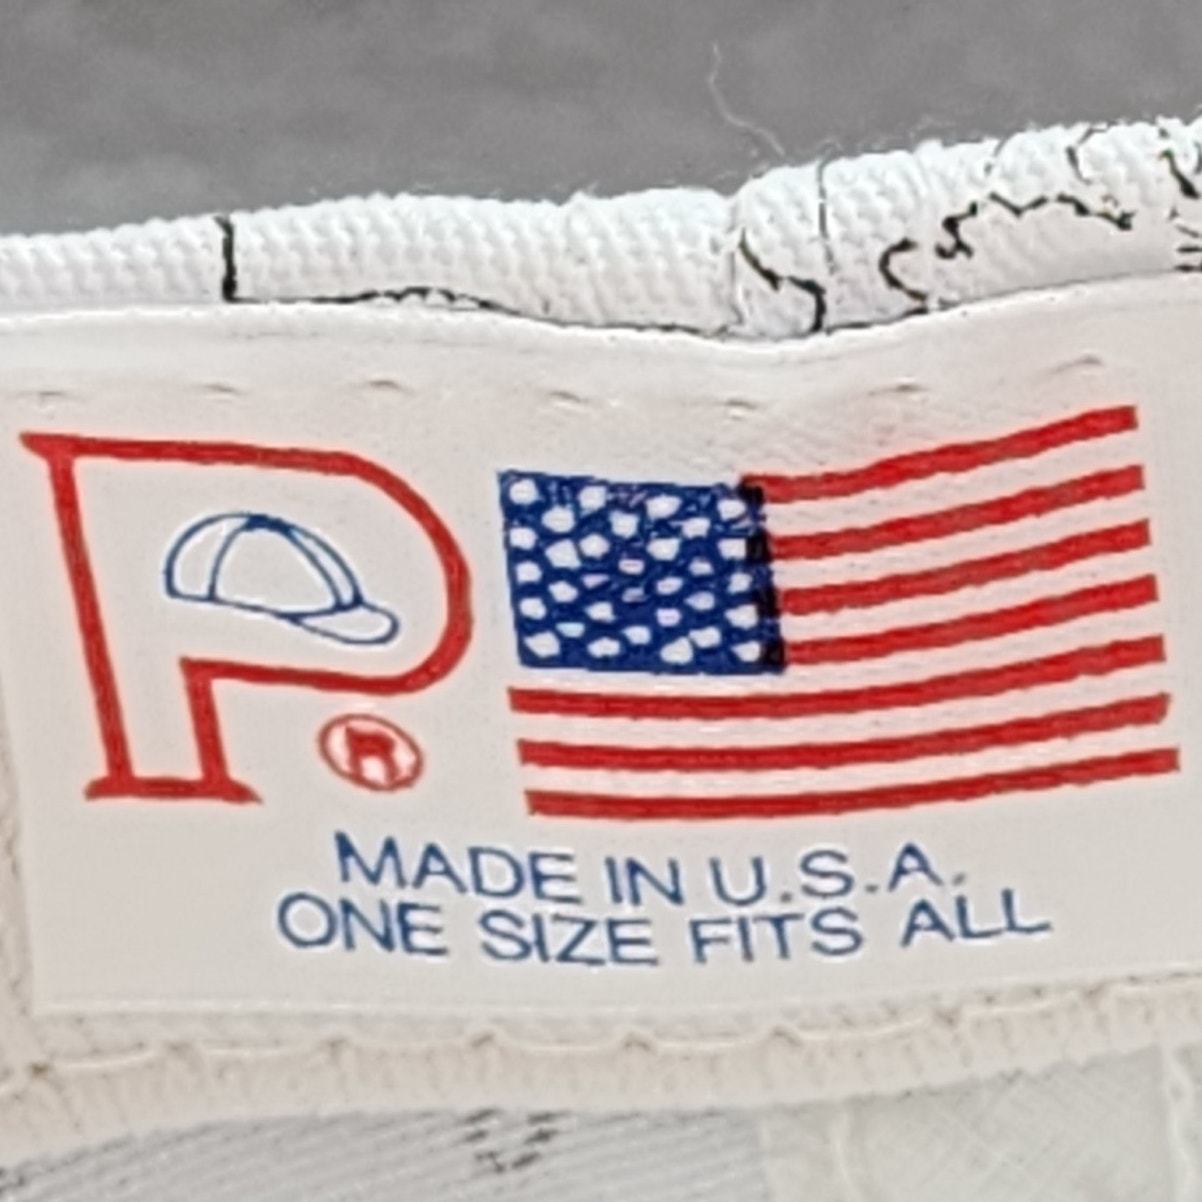 P.®
MADE IN U.S.A.
ONE SIZE FITS ALL